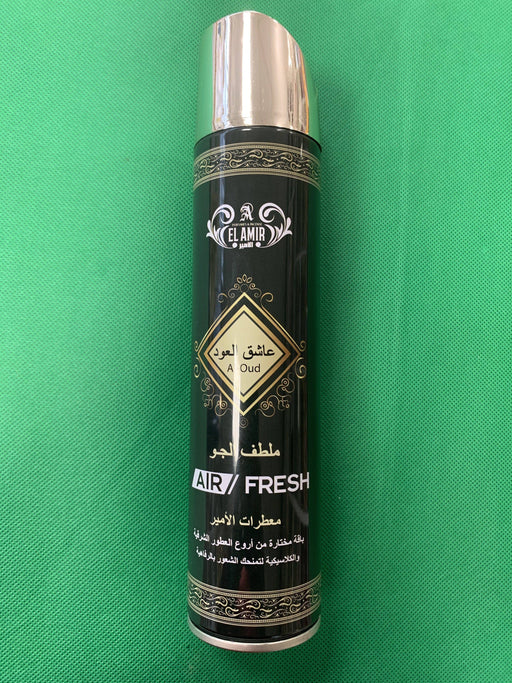 A
EL AMIR
الأمير
عاشق العود
A Oud
ملطف الجو
AIR / FRESH
معطرات الأمير
باقة مختارة من أروع العطور الشرقية
والكلاسيكية لتمنحك الشعور بالرفاهية